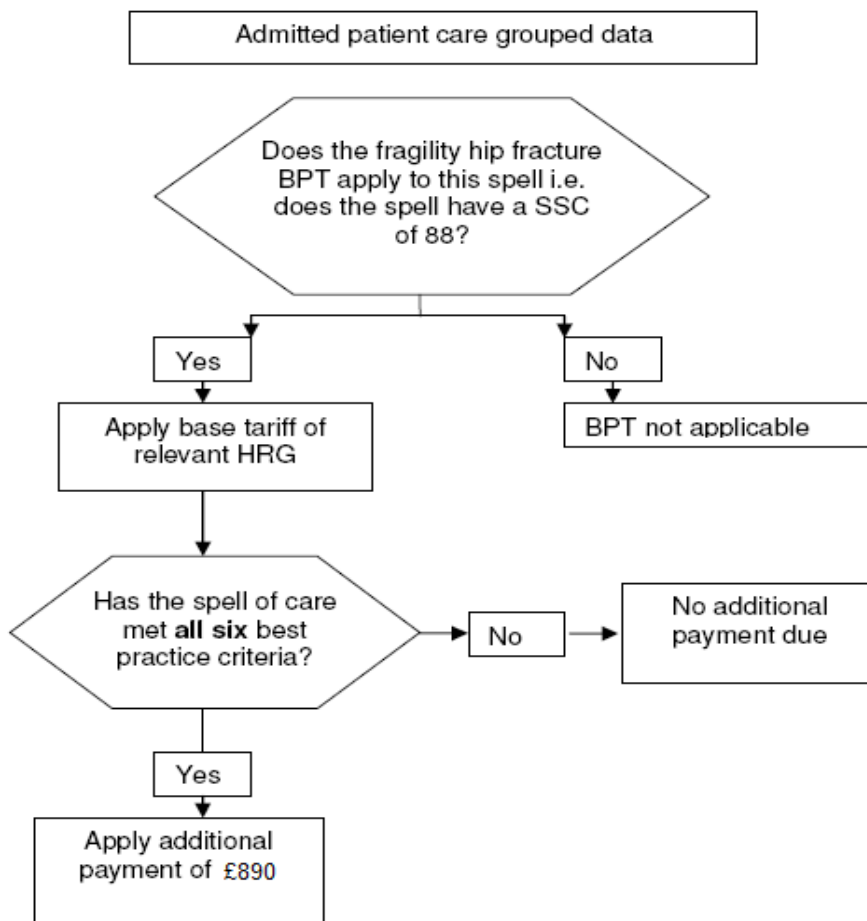 Admitted patient care grouped data
Does the fragility hip fracture
BPT apply to this spell i.e.
does the spell have a SSC
of 88?
Yes
No
Apply base tariff of
relevant HRG
BPT not applicable
Has the spell of care
met all six best
practice criteria?
No
No additional
payment due
Yes
Apply additional
payment of £890